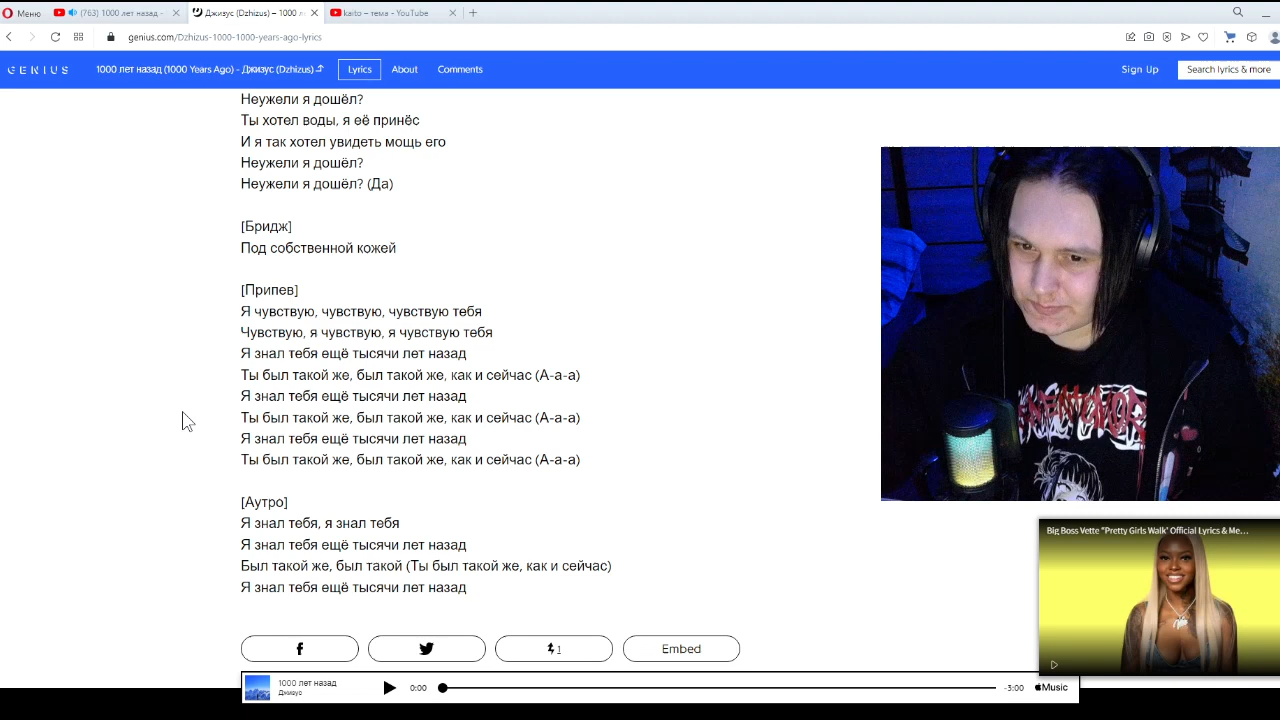 Меню
(763) 1000 лет назад -
Джизус (Dzhizus) – 1000 л
kaito – тема - YouTube
genius.com/Dzhizus-1000-1000-years-ago-lyrics
GENIUS
1000 лет назад (1000 Years Ago) - Джизус (Dzhizus)
Lyrics
About
Comments
Sign Up
Search lyrics & more
Неужели я дошёл?
Ты хотел воды, я её принёс
И я так хотел увидеть мощь его
Неужели я дошёл?
Неужели я дошёл? (Да)
[Бридж]
Под собственной кожей
[Припев]
Я чувствую, чувствую, чувствую тебя
Чувствую, я чувствую, я чувствую тебя
Я знал тебя ещё тысячи лет назад
Ты был такой же, был такой же, как и сейчас (А-а-а)
Я знал тебя ещё тысячи лет назад
Ты был такой же, был такой же, как и сейчас (А-а-а)
Я знал тебя ещё тысячи лет назад
Ты был такой же, был такой же, как и сейчас (А-а-а)
[Аутро]
Я знал тебя, я знал тебя
Я знал тебя ещё тысячи лет назад
Был такой же, был такой (Ты был такой же, как и сейчас)
Я знал тебя ещё тысячи лет назад
Big Boss Vette "Pretty Girls Walk" Official Lyrics & Me...
1
Embed
1000 лет назад
Джизус
0:00
-3:00
Music